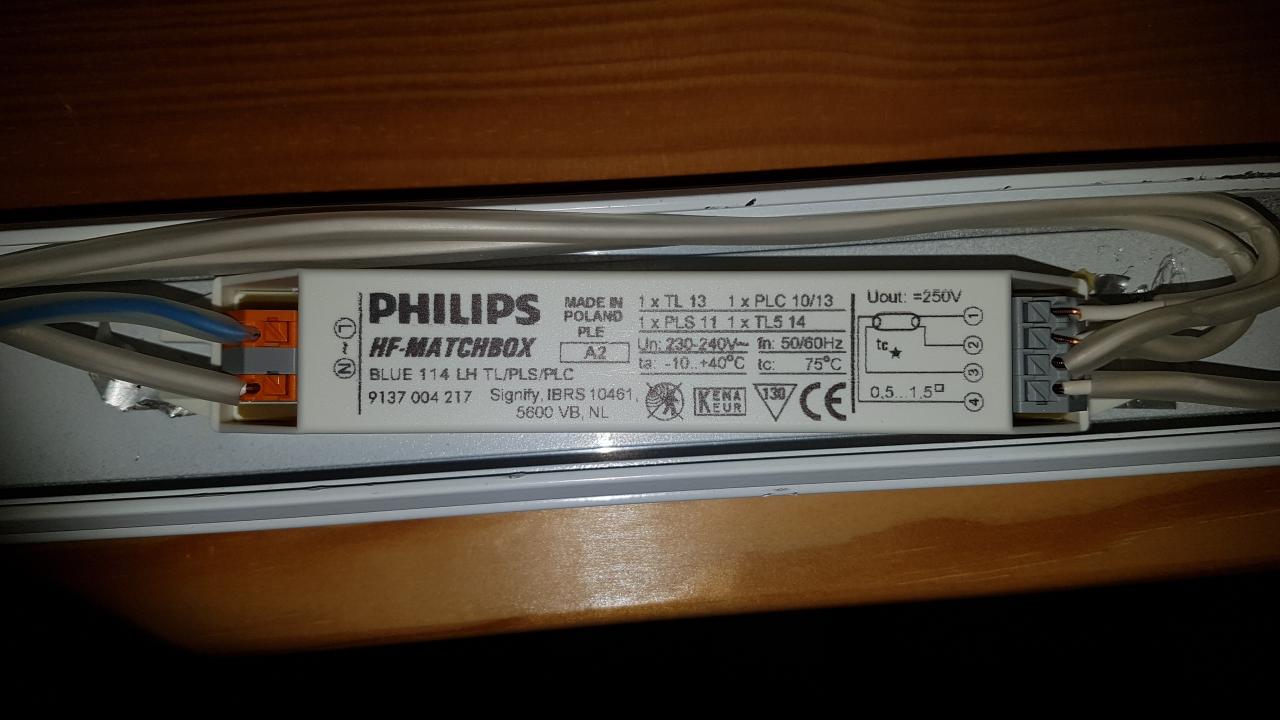 L
~
N
PHILIPS
HF-MATCHBOX
BLUE 114 LH TL/PLS/PLC
9137 004 217
Signify, IBRS 10461,
5600 VB, NL
MADE IN
POLAND
PLE
A2
1 x TL 13 1 x PLC 10/13
1 x PLS 11 1 x TL5 14
Un: 230-240V~ fn: 50/60Hz
ta: -10...+40°C tc: 75°C
KEMA
EUR
130
CE
Uout: =250V
tc ★
0,5...1,5□
1
2
3
4